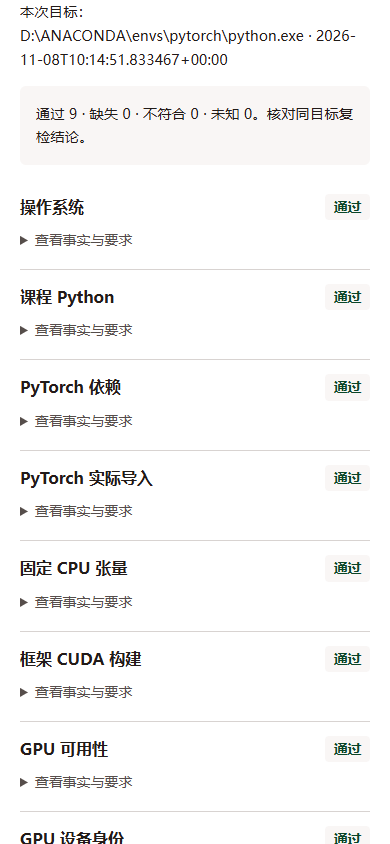 本次目标：
D:\ANACONDA\envs\pytorch\python.exe · 2026-
11-08T10:14:51.833467+00:00
通过 9 · 缺失 0 · 不符合 0 · 未知 0。核对同目标复
检结论。
操作系统 通过
▶ 查看事实与要求
课程 Python 通过
▶ 查看事实与要求
PyTorch 依赖 通过
▶ 查看事实与要求
PyTorch 实际导入 通过
▶ 查看事实与要求
固定 CPU 张量 通过
▶ 查看事实与要求
框架 CUDA 构建 通过
▶ 查看事实与要求
GPU 可用性 通过
▶ 查看事实与要求
GPU 设备身份 通过